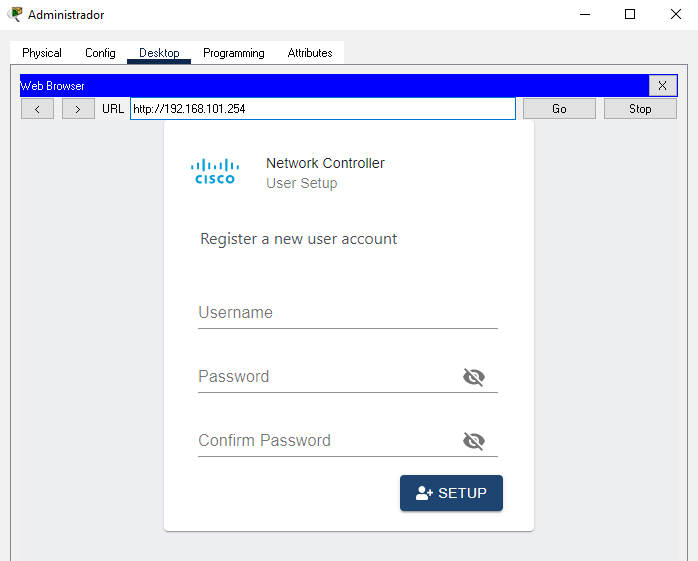 Administrador
Physical Config Desktop Programming Attributes
Web Browser X
< > URL http://192.168.101.254 Go Stop
CISCO
Network Controller
User Setup
Register a new user account
Username
Password
Confirm Password
SETUP